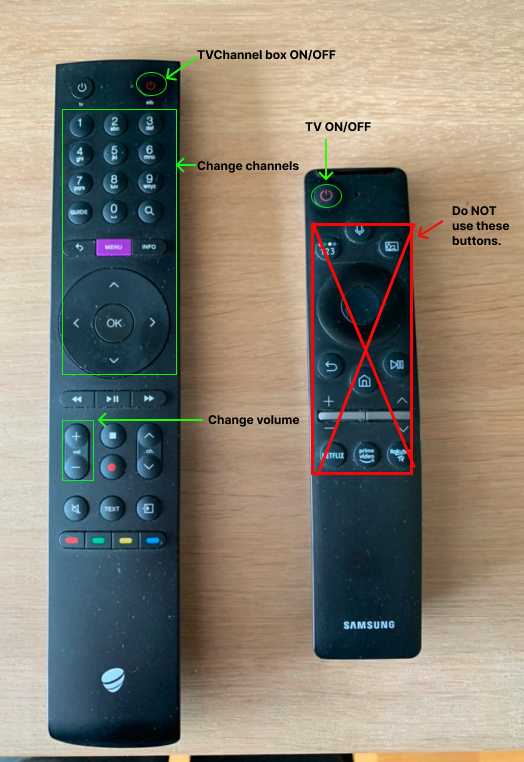 TVChannel box ON/OFF
tv
stb
1
2
abc
3
def
4
ghi
5
jkl
6
mno
7
pqrs
8
tuv
9
wxyz
Change channels
GUIDE
0
MENU
INFO
OK
Change volume
+
vol
−
ch
TEXT
TV ON/OFF
Do NOT
use these
buttons.
123
+
−
NETFLIX
prime
video
Rakuten
TV
SAMSUNG